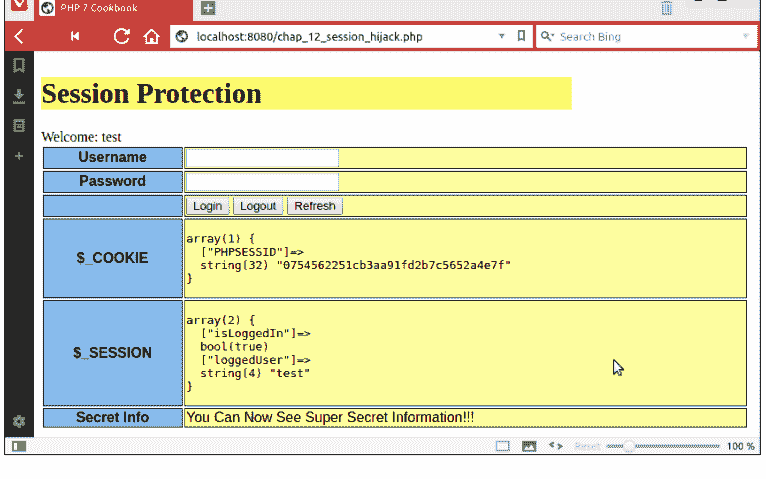 PHP 7 Cookbook
localhost:8080/chap_12_session_hijack.php
Search Bing
Session Protection
Welcome: test
Username
Password
Login Logout Refresh
$_COOKIE
array(1) {
["PHPSESSID"]=>
string(32) "0754562251cb3aa91fd2b7c5652a4e7f"
}
$_SESSION
array(2) {
["isLoggedIn"]=>
bool(true)
["loggedUser"]=>
string(4) "test"
}
Secret Info You Can Now See Super Secret Information!!!
Reset 100 %